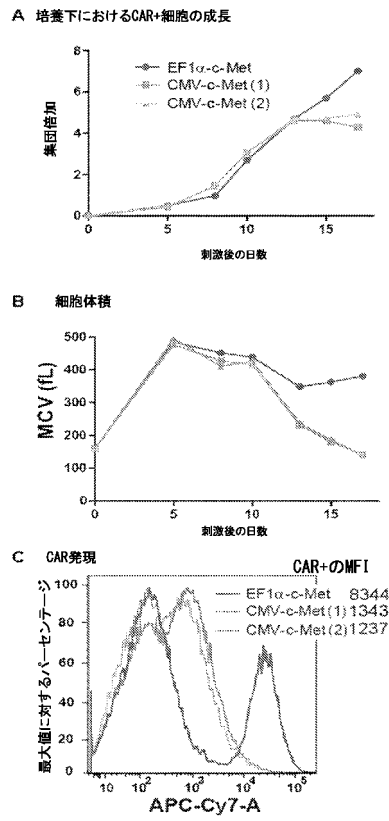 A 培養下におけるCAR+細胞の成長
集団倍加
8
6
4
2
0
EF1α-c-Met
CMV-c-Met (1)
CMV-c-Met (2)
0 5 10 15
刺激後の日数
B 細胞体積
MCV (fL)
500
400
300
200
100
0
0 5 10 15
刺激後の日数
C CAR発現
CAR+のMFI
EF1α-c-Met 8344
CMV-c-Met (1) 1343
CMV-c-Met (2) 1237
最大値に対するパーセンテージ
100
80
60
40
20
0
10 10² 10³ 10⁴ 10⁵
APC-Cy7-A